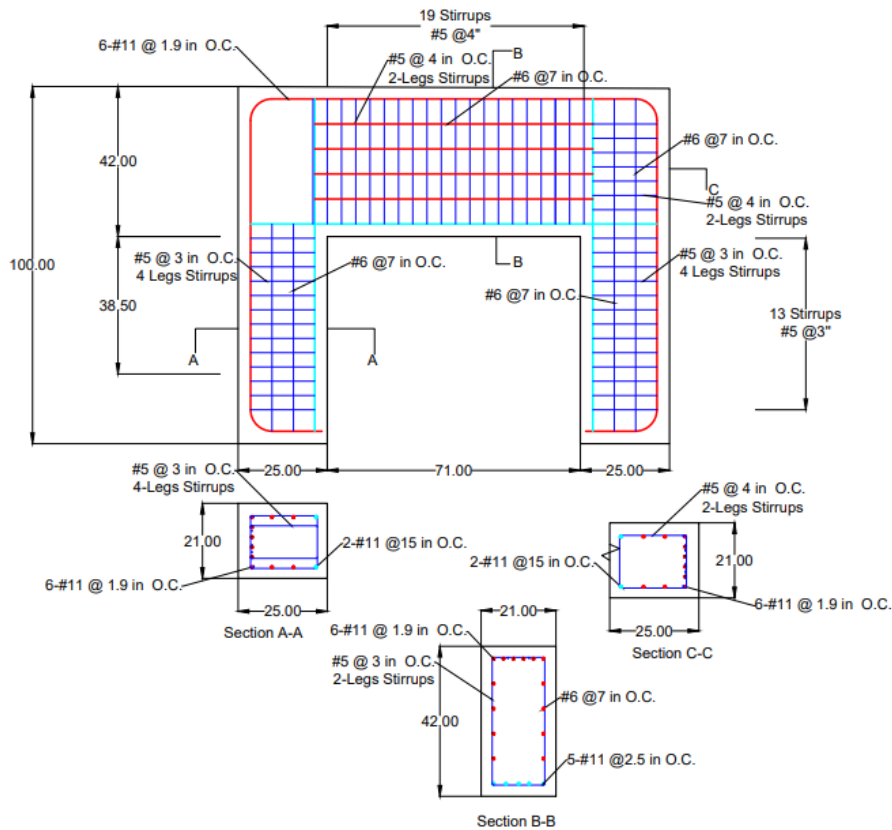 19 Stirrups
#5 @4"
6-#11 @ 1.9 in O.C.
B
#5 @ 4 in O.C.
2-Legs Stirrups
#6 @7 in O.C.
42.00
#6 @7 in O.C.
C
#5 @ 4 in O.C.
2-Legs Stirrups
100.00
#5 @ 3 in O.C.
4 Legs Stirrups
#6 @7 in O.C.
B
#5 @ 3 in O.C.
4 Legs Stirrups
38.50
#6 @7 in O.C.
13 Stirrups
#5 @3"
A
A
#5 @ 3 in O.C.
4-Legs Stirrups
25.00
71.00
25.00
#5 @ 4 in O.C.
2-Legs Stirrups
21.00
2-#11 @15 in O.C.
2-#11 @15 in O.C.
21.00
6-#11 @ 1.9 in O.C.
6-#11 @ 1.9 in O.C.
25.00
21.00
25.00
Section A-A
6-#11 @ 1.9 in O.C.
Section C-C
#5 @ 3 in O.C.
2-Legs Stirrups
#6 @7 in O.C.
42.00
5-#11 @2.5 in O.C.
Section B-B